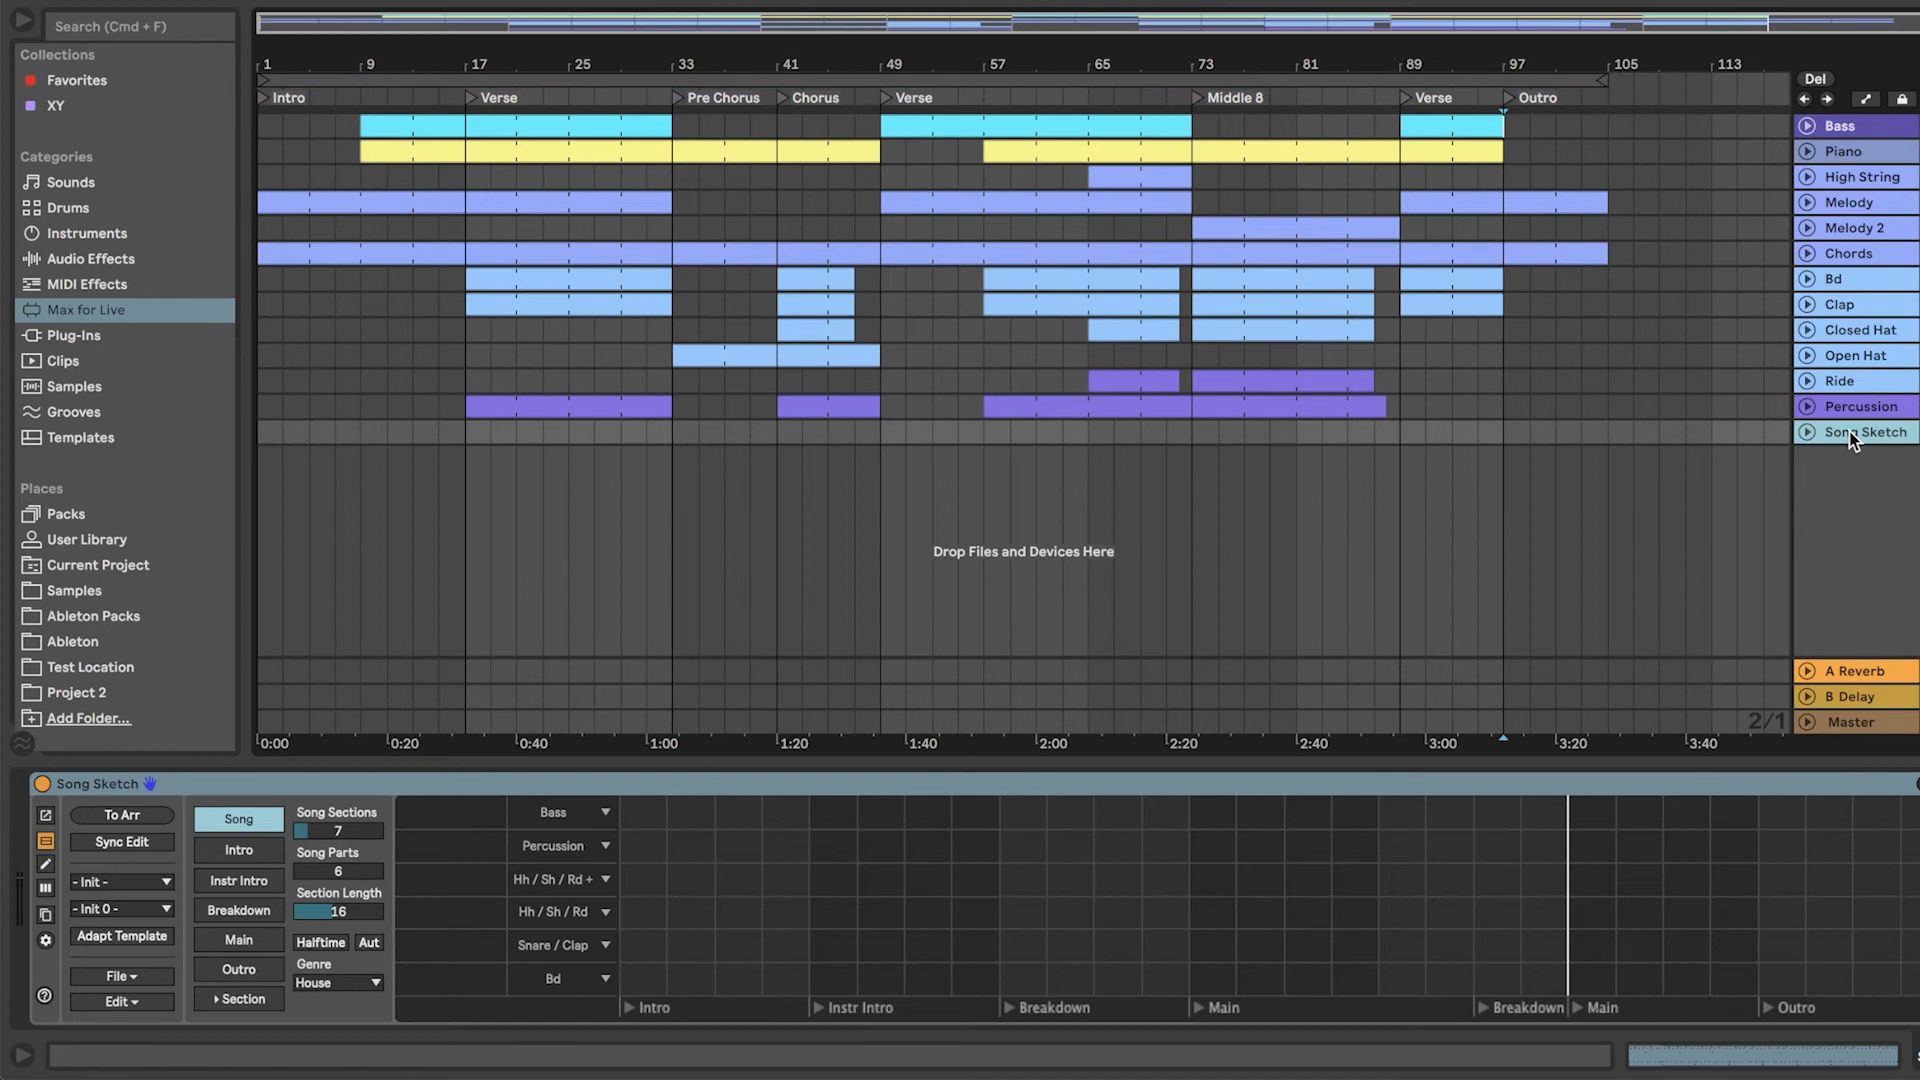 Search (Cmd + F)
Collections
Favorites
XY
Categories
Sounds
Drums
Instruments
Audio Effects
MIDI Effects
Max for Live
Plug-Ins
Clips
Samples
Grooves
Templates
Places
Packs
User Library
Current Project
Samples
Ableton Packs
Ableton
Test Location
Project 2
Add Folder...
1 9 17 25 33 41 49 57 65 73 81 89 97 105 113
Intro Verse Pre Chorus Chorus Verse Middle 8 Verse Outro
Del
Bass
Piano
High String
Melody
Melody 2
Chords
Bd
Clap
Closed Hat
Open Hat
Ride
Percussion
Song Sketch
Drop Files and Devices Here
A Reverb
B Delay
Master
2/1
0:00 0:20 0:40 1:00 1:20 1:40 2:00 2:20 2:40 3:00 3:20 3:40
Song Sketch
To Arr
Sync Edit
- Init -
- Init 0 -
Adapt Template
File
Edit
Song
Intro
Instr Intro
Breakdown
Main
Outro
Section
Song Sections
7
Song Parts
6
Section Length
16
Halftime Aut
Genre
House
Bass
Percussion
Hh / Sh / Rd +
Hh / Sh / Rd
Snare / Clap
Bd
Intro Instr Intro Breakdown Main Breakdown Main Outro